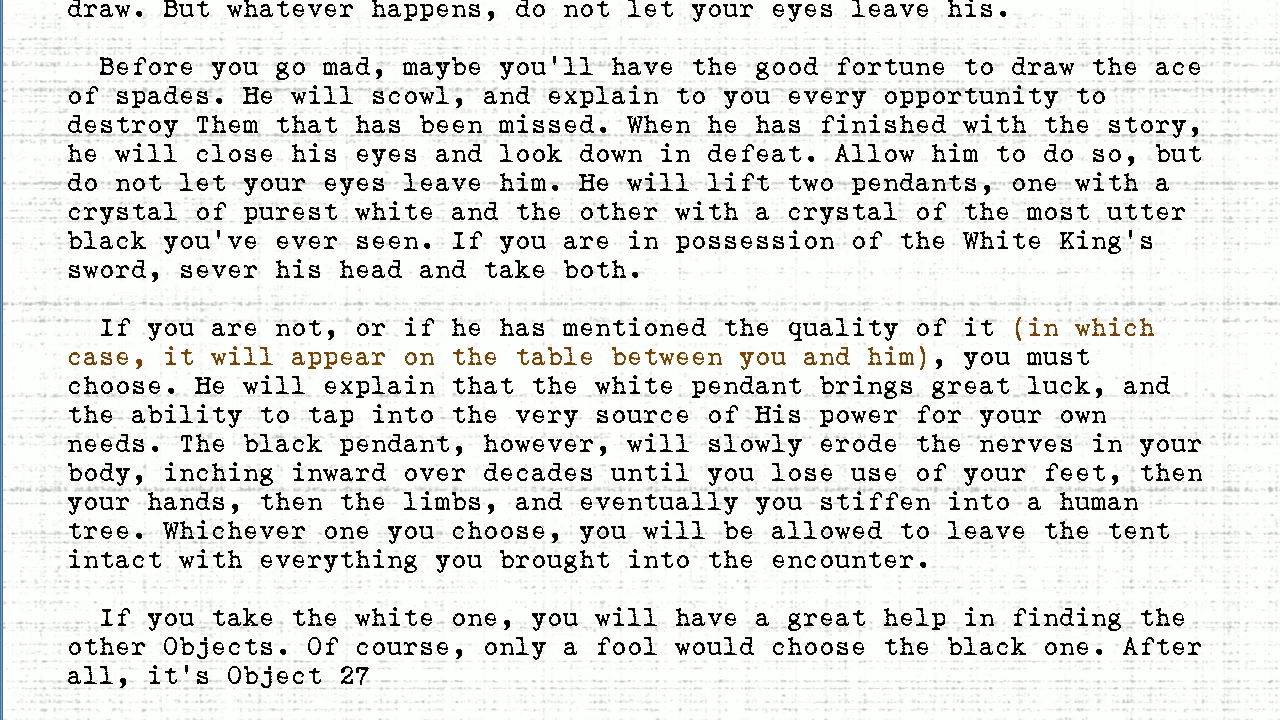 draw. But whatever happens, do not let your eyes leave his.
Before you go mad, maybe you'll have the good fortune to draw the ace
of spades. He will scowl, and explain to you every opportunity to
destroy Them that has been missed. When he has finished with the story,
he will close his eyes and look down in defeat. Allow him to do so, but
do not let your eyes leave him. He will lift two pendants, one with a
crystal of purest white and the other with a crystal of the most utter
black you've ever seen. If you are in possession of the White King's
sword, sever his head and take both.
If you are not, or if he has mentioned the quality of it (in which
case, it will appear on the table between you and him), you must
choose. He will explain that the white pendant brings great luck, and
the ability to tap into the very source of His power for your own
needs. The black pendant, however, will slowly erode the nerves in your
body, inching inward over decades until you lose use of your feet, then
your hands, then the limbs, and eventually you stiffen into a human
tree. Whichever one you choose, you will be allowed to leave the tent
intact with everything you brought into the encounter.
If you take the white one, you will have a great help in finding the
other Objects. Of course, only a fool would choose the black one. After
all, it's Object 27